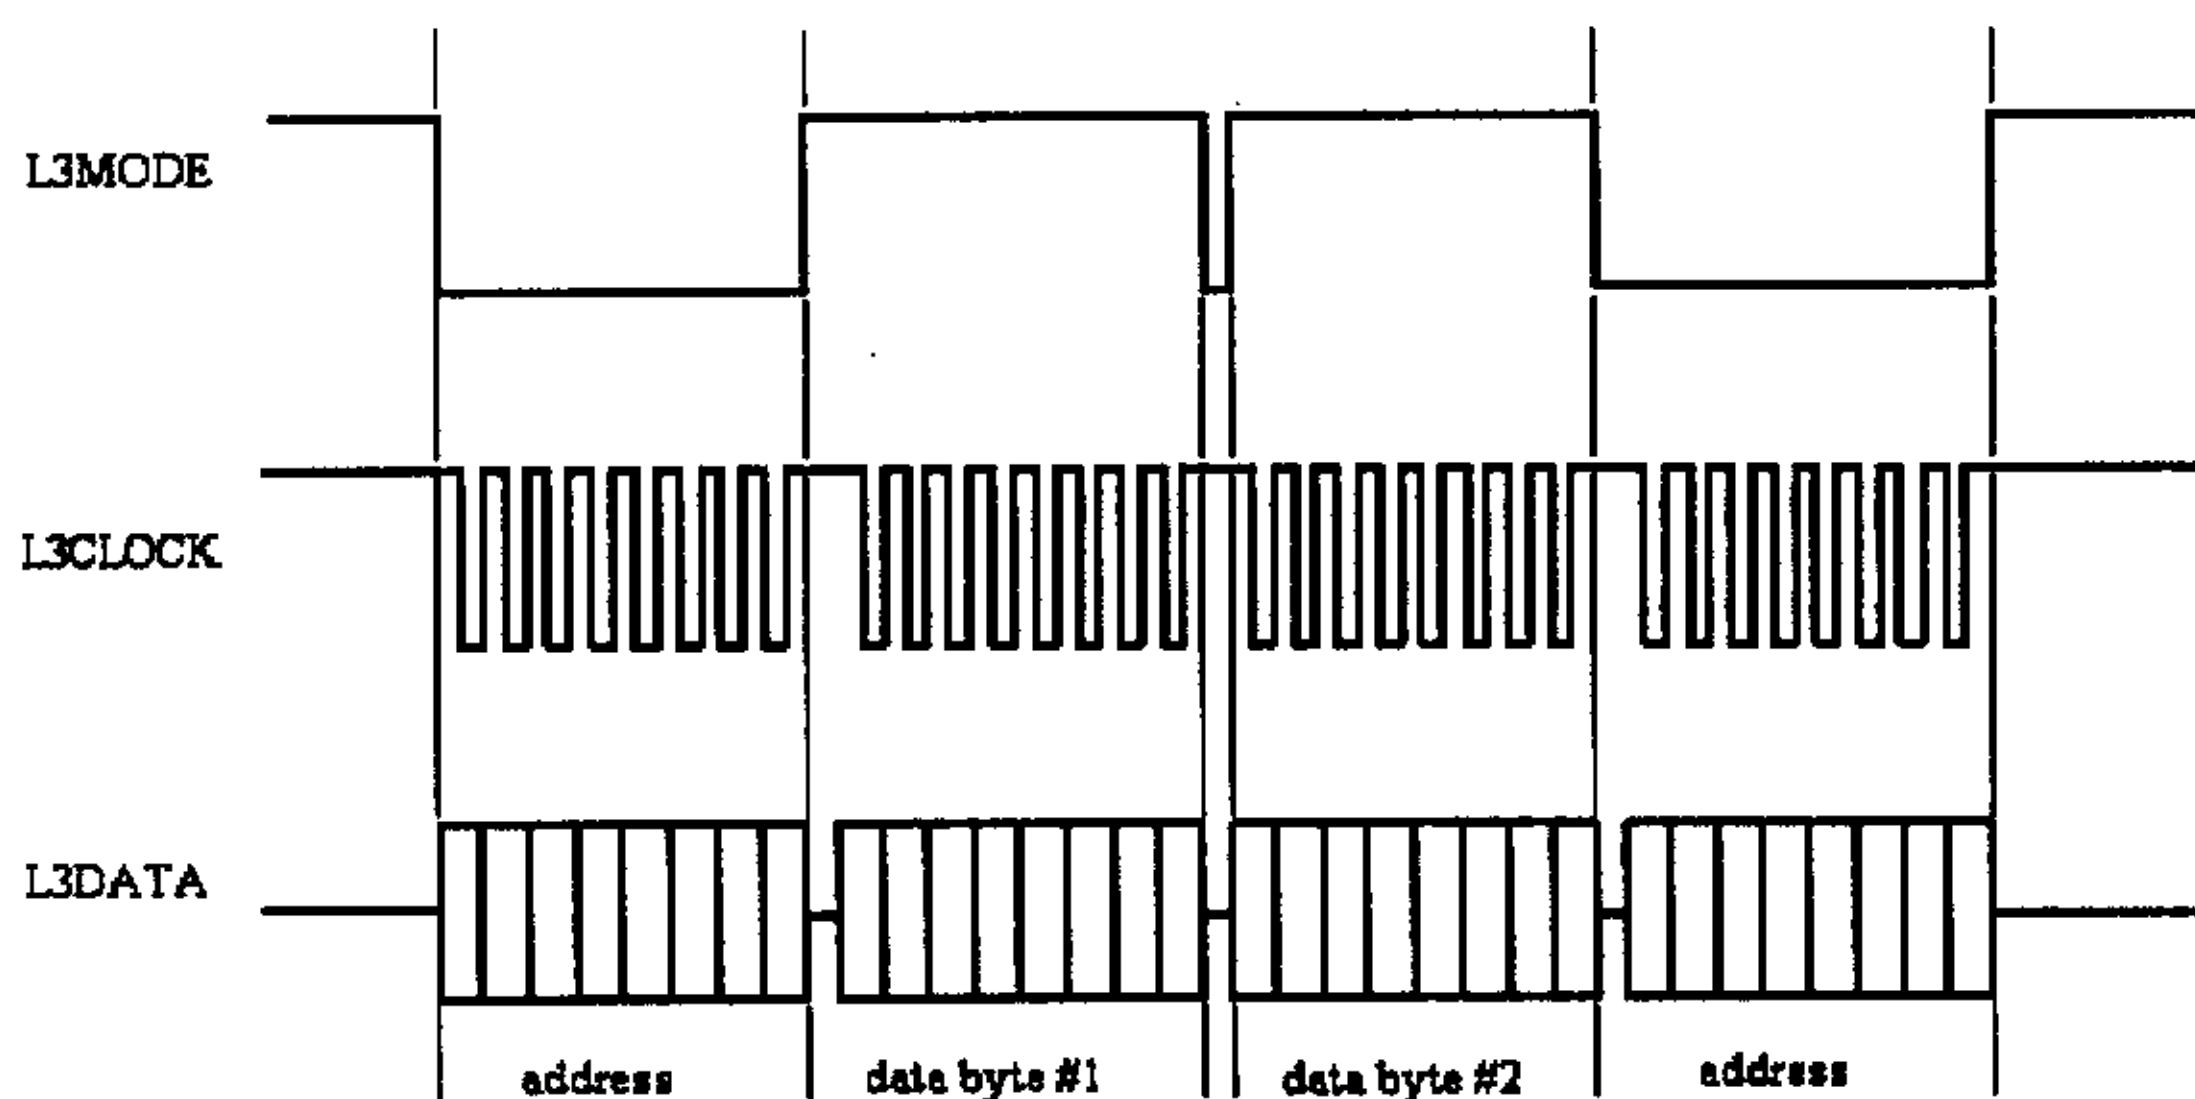 L3MODE
L3CLOCK
L3DATA
address
data byte #1
data byte #2
address